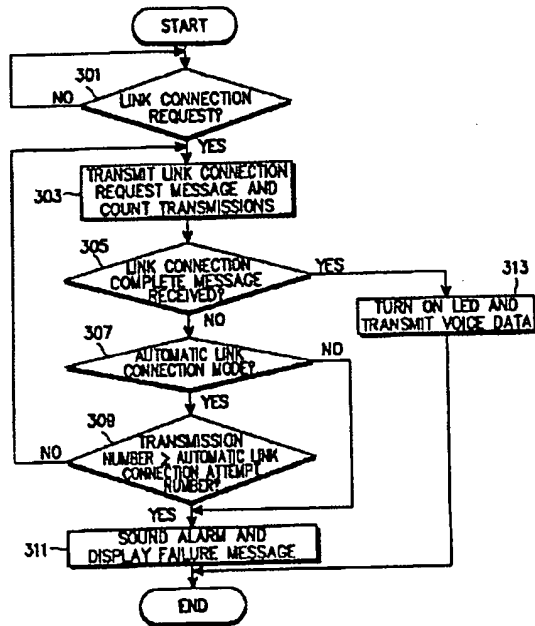 START
301
NO
LINK CONNECTION
REQUEST?
YES
TRANSMIT LINK CONNECTION
REQUEST MESSAGE AND
COUNT TRANSMISSIONS
303
305
LINK CONNECTION
COMPLETE MESSAGE
RECEIVED?
YES
313
TURN ON LED AND
TRANSMIT VOICE DATA
NO
307
AUTOMATIC LINK
CONNECTION MODE?
NO
YES
309
NO
TRANSMISSION
NUMBER > AUTOMATIC LINK
CONNECTION ATTEMPT
NUMBER?
YES
SOUND ALARM AND
DISPLAY FAILURE MESSAGE
311
END